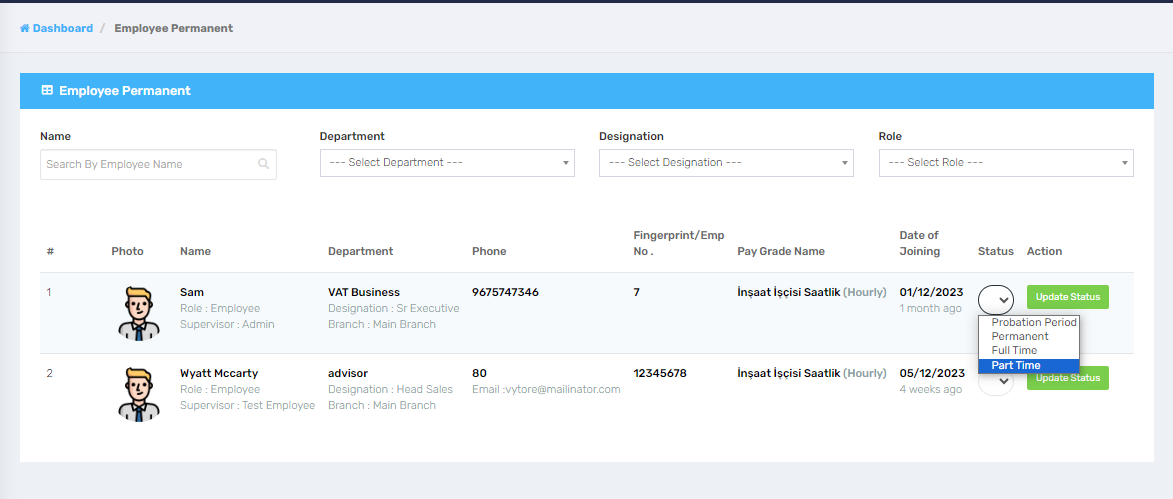 Dashboard / Employee Permanent
Employee Permanent
Name Department Designation Role
Search By Employee Name --- Select Department --- --- Select Designation --- --- Select Role ---
# Photo Name Department Phone Fingerprint/Emp No . Pay Grade Name Date of Joining Status Action
1 Sam VAT Business 9675747346 7 İnşaat İşçisi Saatlik (Hourly) 01/12/2023 Update Status
Role : Employee Designation : Sr Executive 1 month ago
Supervisor : Admin Branch : Main Branch
Probation Period
Permanent
Full Time
Part Time
2 Wyatt Mccarty advisor 80 12345678 İnşaat İşçisi Saatlik (Hourly) 05/12/2023 Update Status
Role : Employee Designation : Head Sales Email :vytore@mailinator.com 4 weeks ago
Supervisor : Test Employee Branch : Main Branch